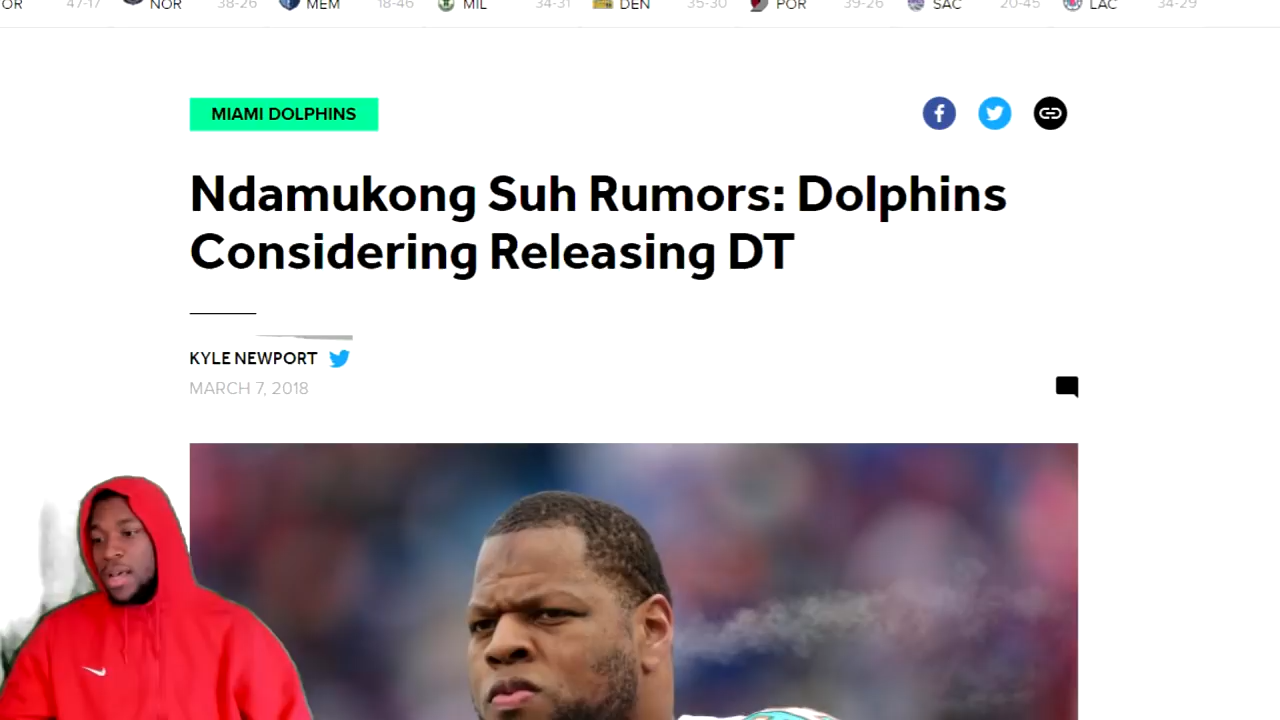 OR 47-17 NOR 38-26 MEM 18-46 MIL 34-31 DEN 35-30 POR 39-26 SAC 20-45 LAC 34-29
MIAMI DOLPHINS
Ndamukong Suh Rumors: Dolphins
Considering Releasing DT
KYLE NEWPORT
MARCH 7, 2018